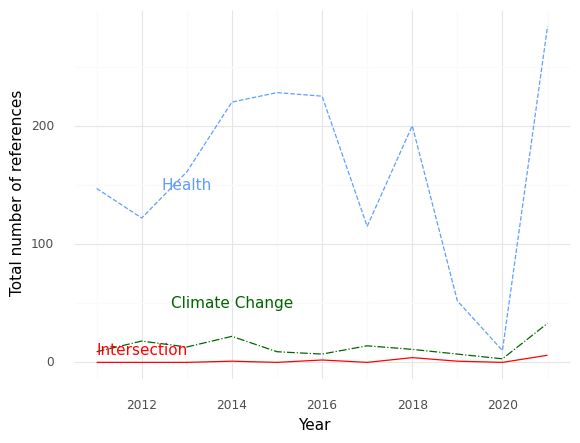 Total number of references
200
100
0
Health
Climate Change
Intersection
2012 2014 2016 2018 2020
Year